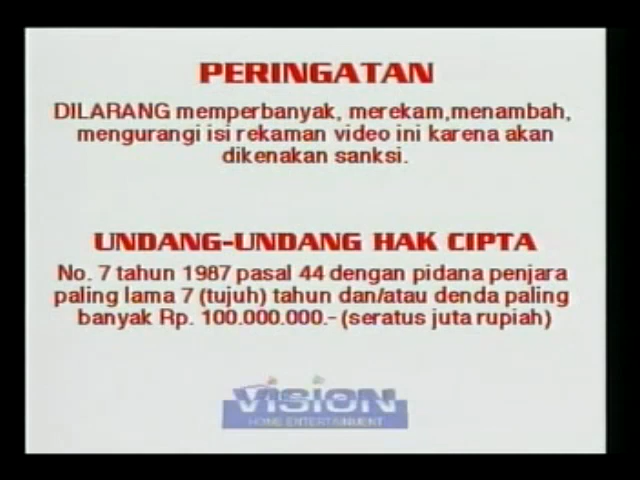 PERINGATAN
DILARANG memperbanyak, merekam,menambah,
mengurangi isi rekaman video ini karena akan
dikenakan sanksi.
UNDANG-UNDANG HAK CIPTA
No. 7 tahun 1987 pasal 44 dengan pidana penjara
paling lama 7 (tujuh) tahun dan/atau denda paling
banyak Rp. 100.000.000.- (seratus juta rupiah)
VISION
HOME ENTERTAINMENT